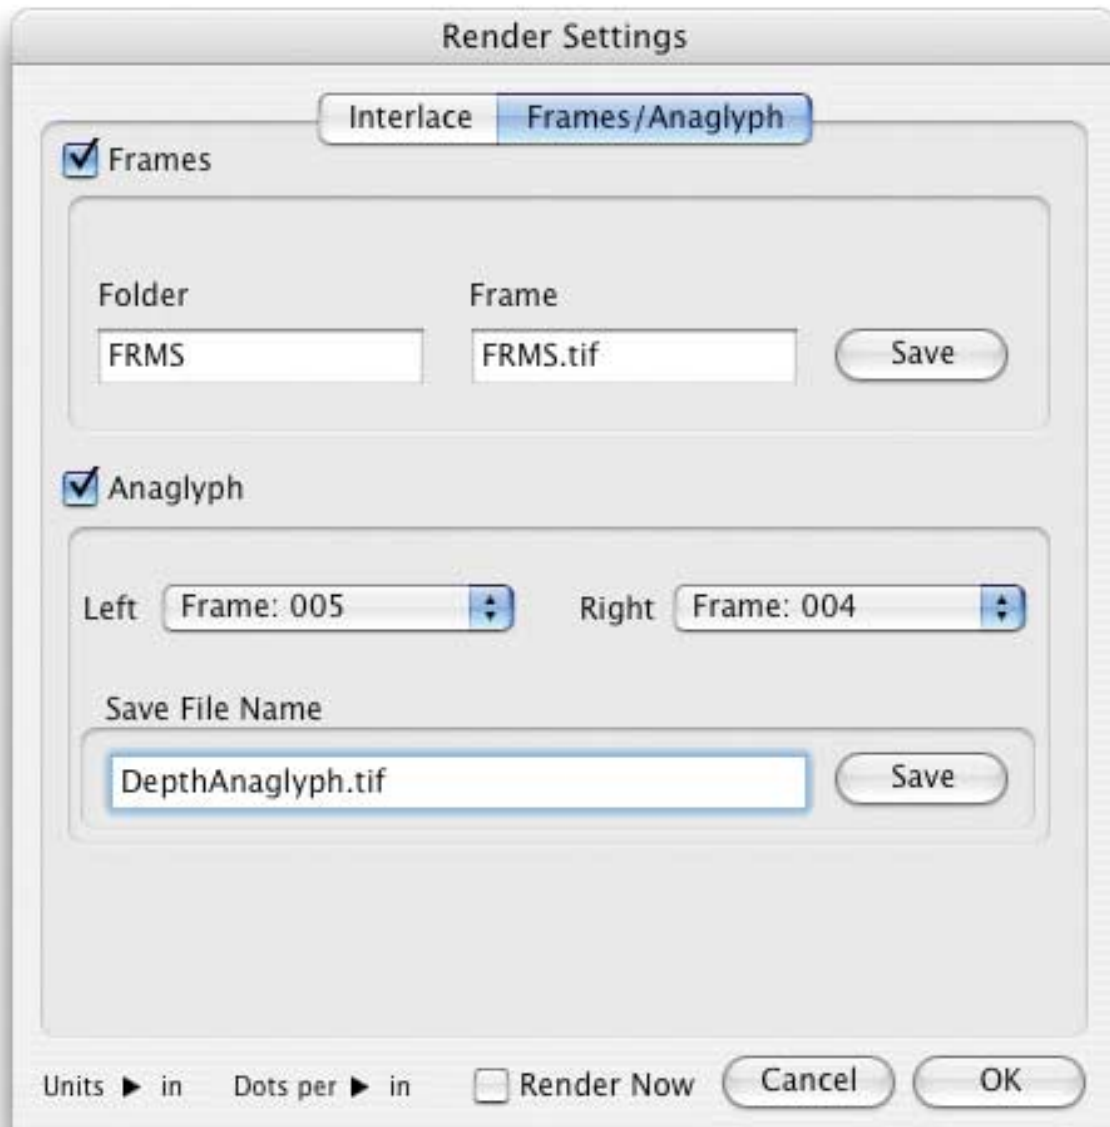 Render Settings
Interlace Frames/Anaglyph
Frames
Folder Frame
FRMS FRMS.tif Save
Anaglyph
Left Frame: 005 Right Frame: 004
Save File Name
DepthAnaglyph.tif Save
Units ▶ in Dots per ▶ in Render Now Cancel OK